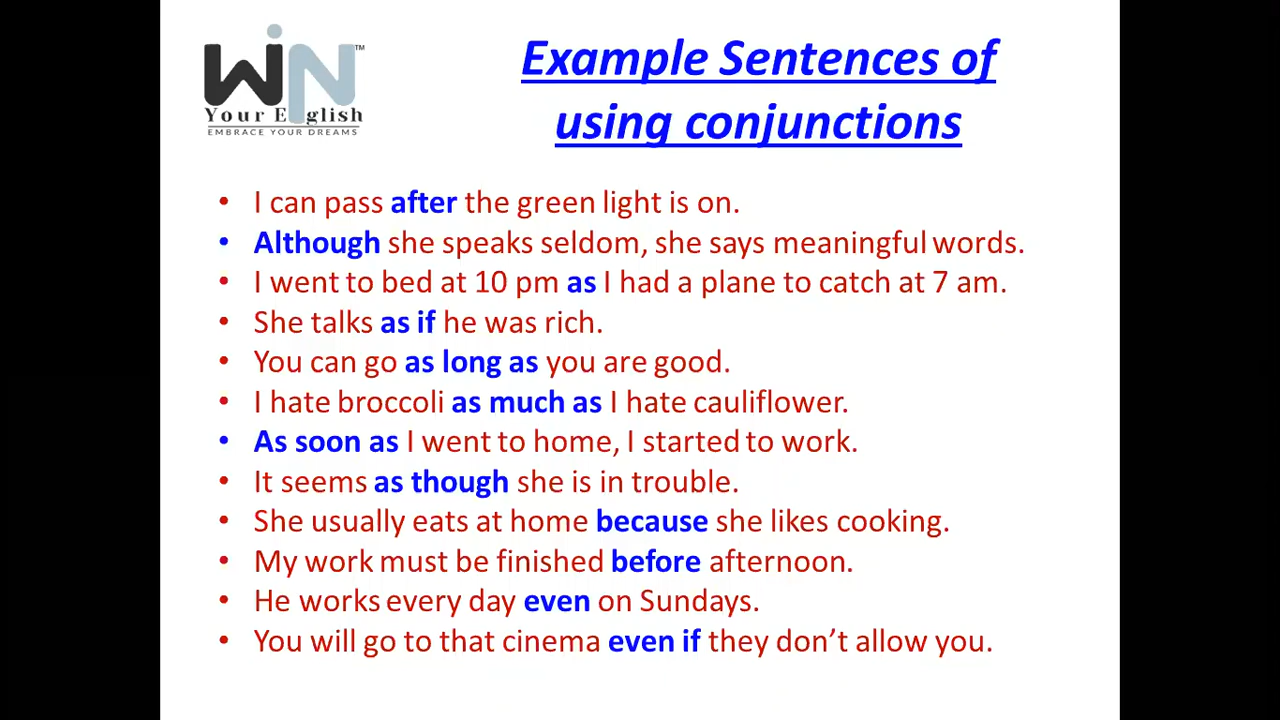 WiN™
Your English
EMBRACE YOUR DREAMS
Example Sentences of
using conjunctions
• I can pass after the green light is on.
• Although she speaks seldom, she says meaningful words.
• I went to bed at 10 pm as I had a plane to catch at 7 am.
• She talks as if he was rich.
• You can go as long as you are good.
• I hate broccoli as much as I hate cauliflower.
• As soon as I went to home, I started to work.
• It seems as though she is in trouble.
• She usually eats at home because she likes cooking.
• My work must be finished before afternoon.
• He works every day even on Sundays.
• You will go to that cinema even if they don’t allow you.